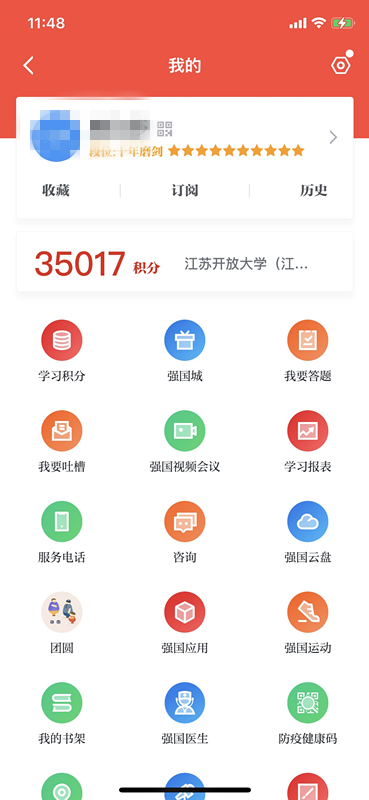 11:48
我的
段位:十年磨剑
收藏
订阅
历史
35017 积分
江苏开放大学（江...
学习积分
强国城
我要答题
我要吐槽
强国视频会议
学习报表
服务电话
咨询
强国云盘
团圆
强国应用
强国运动
我的书架
强国医生
防疫健康码